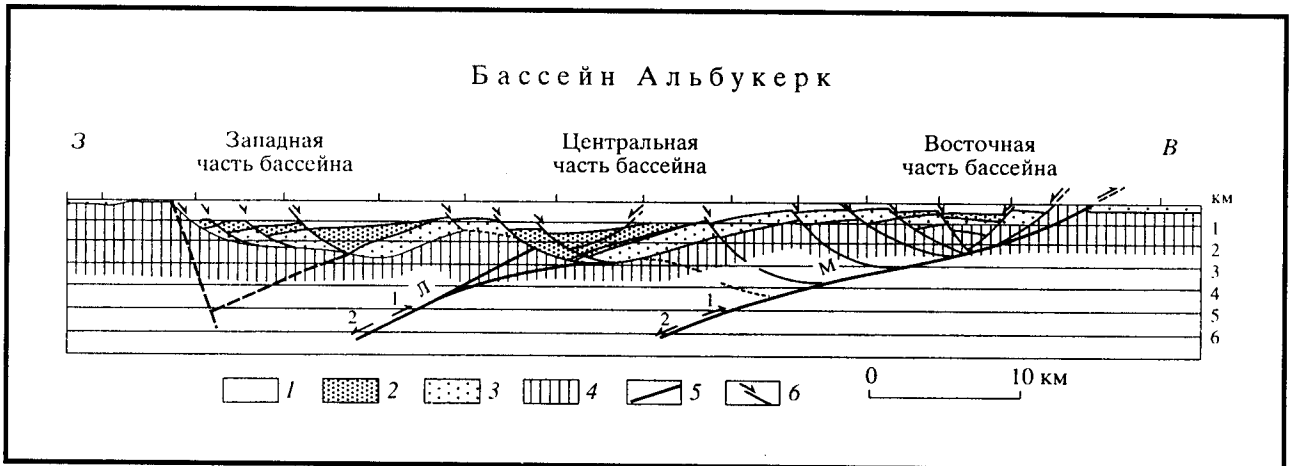 Бассейн Альбукерк
З
Западная
часть бассейна
Центральная
часть бассейна
Восточная
часть бассейна
В
км
1
2
3
4
5
6
Л
1
2
М
1
2
1
2
3
4
5
6
0
10 км